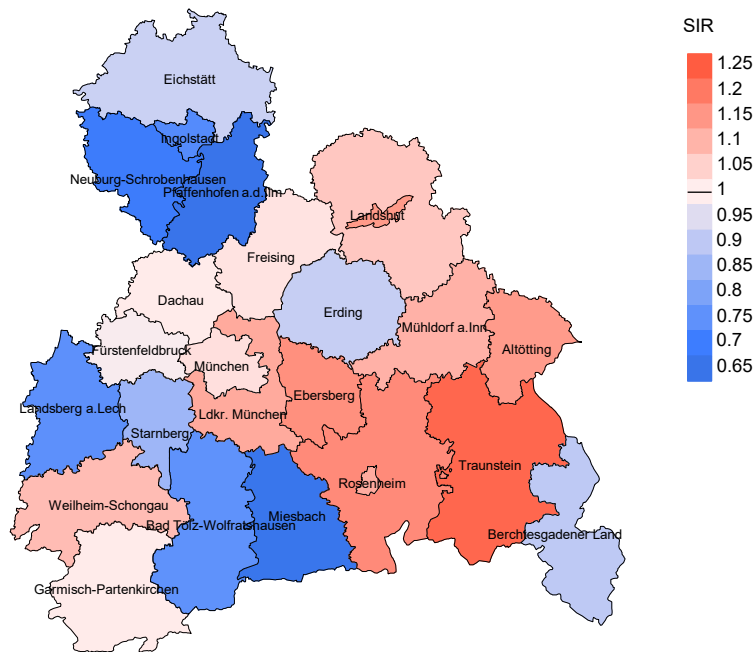 SIR
1.25
1.2
1.15
1.1
1.05
1
0.95
0.9
0.8
0.75
0.7
0.65
Eichstätt
Ingolstadt
Neuburg-Schrobenhausen
Pfaffenhofen a.d.Ilm
Landshut
Freising
Dachau
Erding
Mühldorf a.Inn
Altötting
Fürstenfeldbruck
München
Ebersberg
Landsberg a.Lech
Ldkr. München
Starnberg
Traunstein
Rosenheim
Weilheim-Schongau
Miesbach
Bad Tölz-Wolfratshausen
Berchtesgadener Land
Garmisch-Partenkirchen